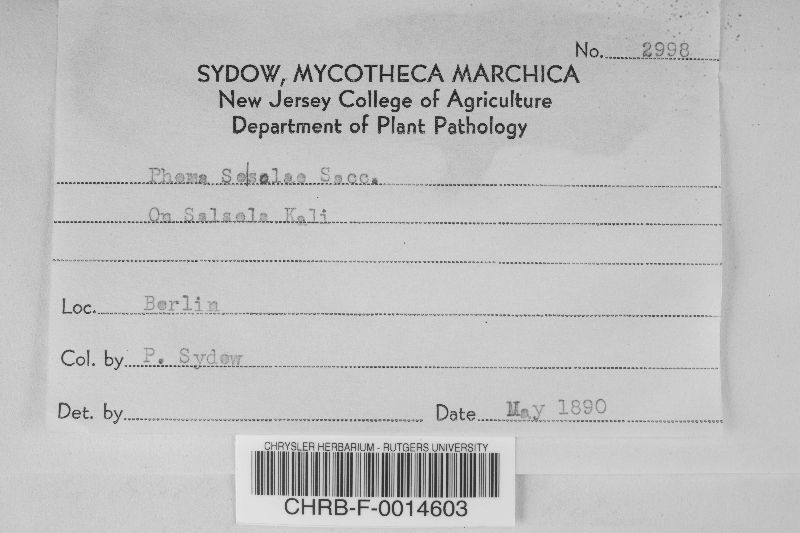 No. 2998
SYDOW, MYCOTHECA MARCHICA
New Jersey College of Agriculture
Department of Plant Pathology
Phoma Sacc.
On Salsola Kali
Loc. Berlin
Col. by P. Sydow
Det. by
Date May 1890
CHRYSLER HERBARIUM - RUTGERS UNIVERSITY
CHRB-F-0014603